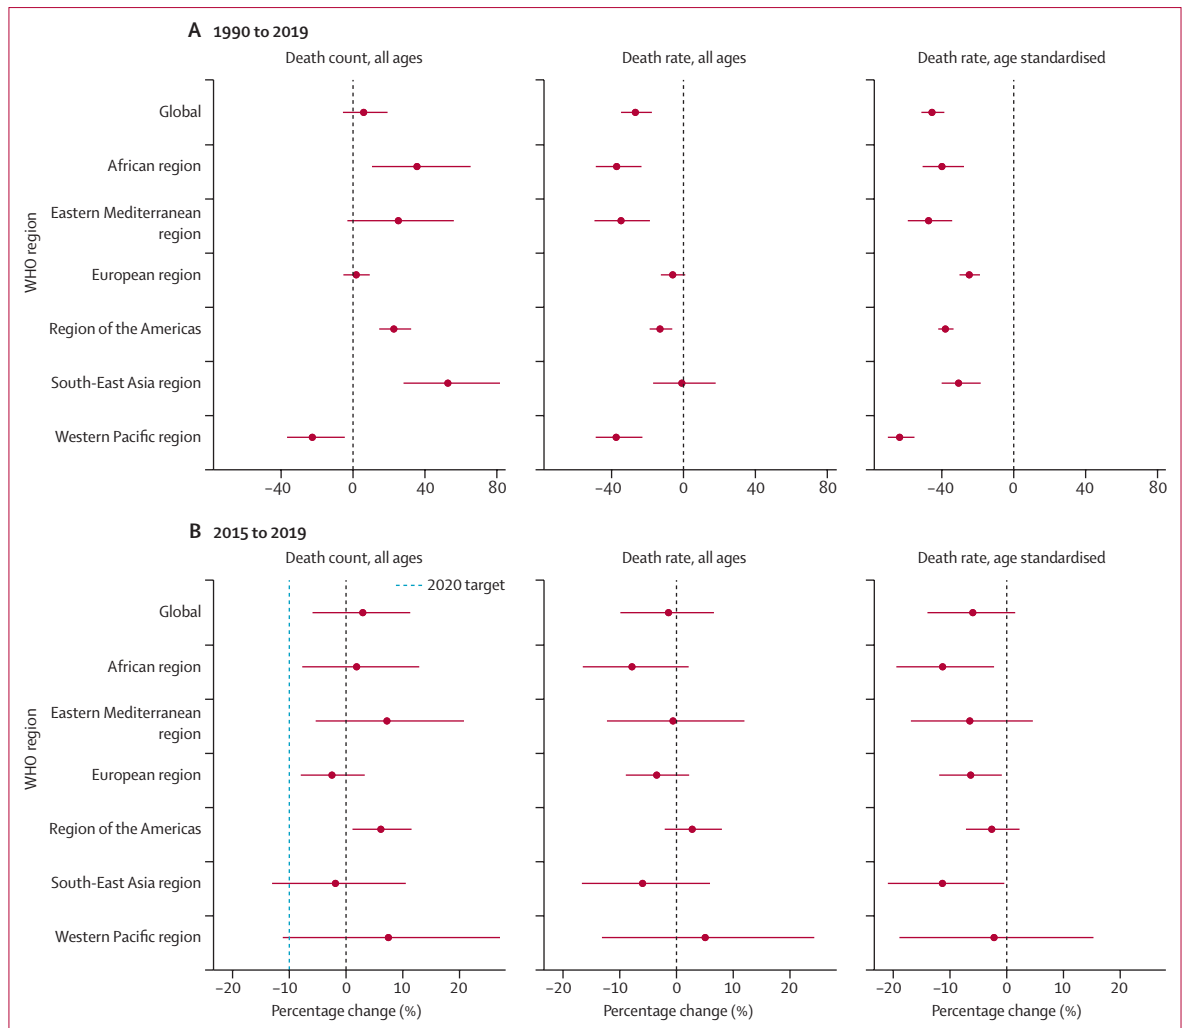 A 1990 to 2019
Death count, all ages
Death rate, all ages
Death rate, age standardised
WHO region
Global
African region
Eastern Mediterranean
region
European region
Region of the Americas
South-East Asia region
Western Pacific region
–40 0 40 80
–40 0 40 80
–40 0 40 80
B 2015 to 2019
Death count, all ages
Death rate, all ages
Death rate, age standardised
2020 target
WHO region
Global
African region
Eastern Mediterranean
region
European region
Region of the Americas
South-East Asia region
Western Pacific region
–20 –10 0 10 20
–20 –10 0 10 20
–20 –10 0 10 20
Percentage change (%)
Percentage change (%)
Percentage change (%)